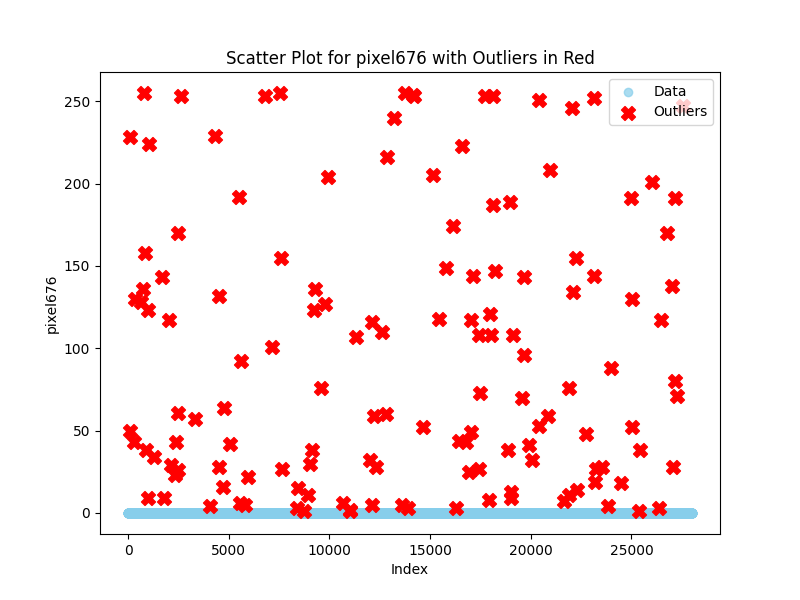 Scatter Plot for pixel676 with Outliers in Red
Data
Outliers
250
200
150
100
50
0
pixel676
0 5000 10000 15000 20000 25000
Index